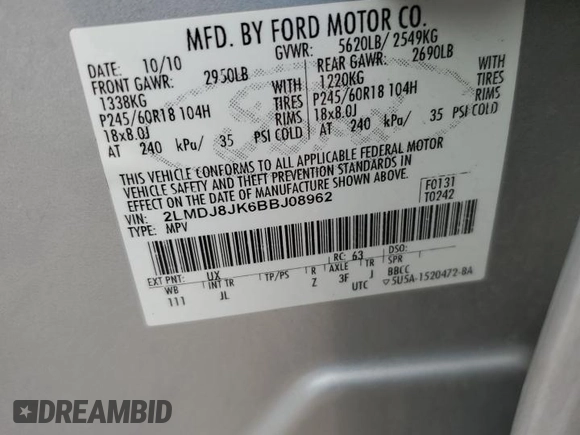 MFD. BY FORD MOTOR CO.
DATE: 10/10 GVWR: 5620LB/ 2549KG
FRONT GAWR: 2950LB REAR GAWR: 2690LB
1338KG WITH 1220KG WITH
P245/60R18 104H TIRES P245/60R18 104H TIRES
18x8.0J RIMS 18x8.0J RIMS
AT 240 kPa/ 35 PSI COLD AT 240 kPa/ 35 PSI COLD
THIS VEHICLE CONFORMS TO ALL APPLICABLE FEDERAL MOTOR
VEHICLE SAFETY AND THEFT PREVENTION STANDARDS IN
EFFECT ON THE DATE OF MANUFACTURE SHOWN ABOVE.
VIN: 2LMDJ8JK6BBJ08962 F0131
TYPE: MPV T0242
EXT PNT: UX RC: 63 DSO:
WB INT TR TP/PS R AXLE TR SPR
111 JL Z 3F J BBCC
UTC ▽5U5A-1520472-BA
DREAMBID